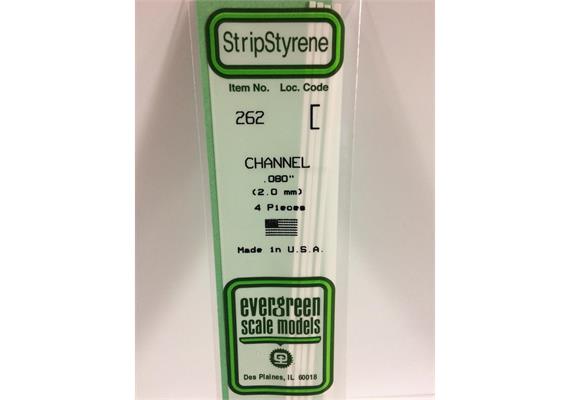 StripStyrene
Item No. Loc. Code
262 [
CHANNEL
.080"
(2.0 mm)
4 Pieces
Made in U.S.A.
evergreen
scale models
Des Plaines, IL 60018